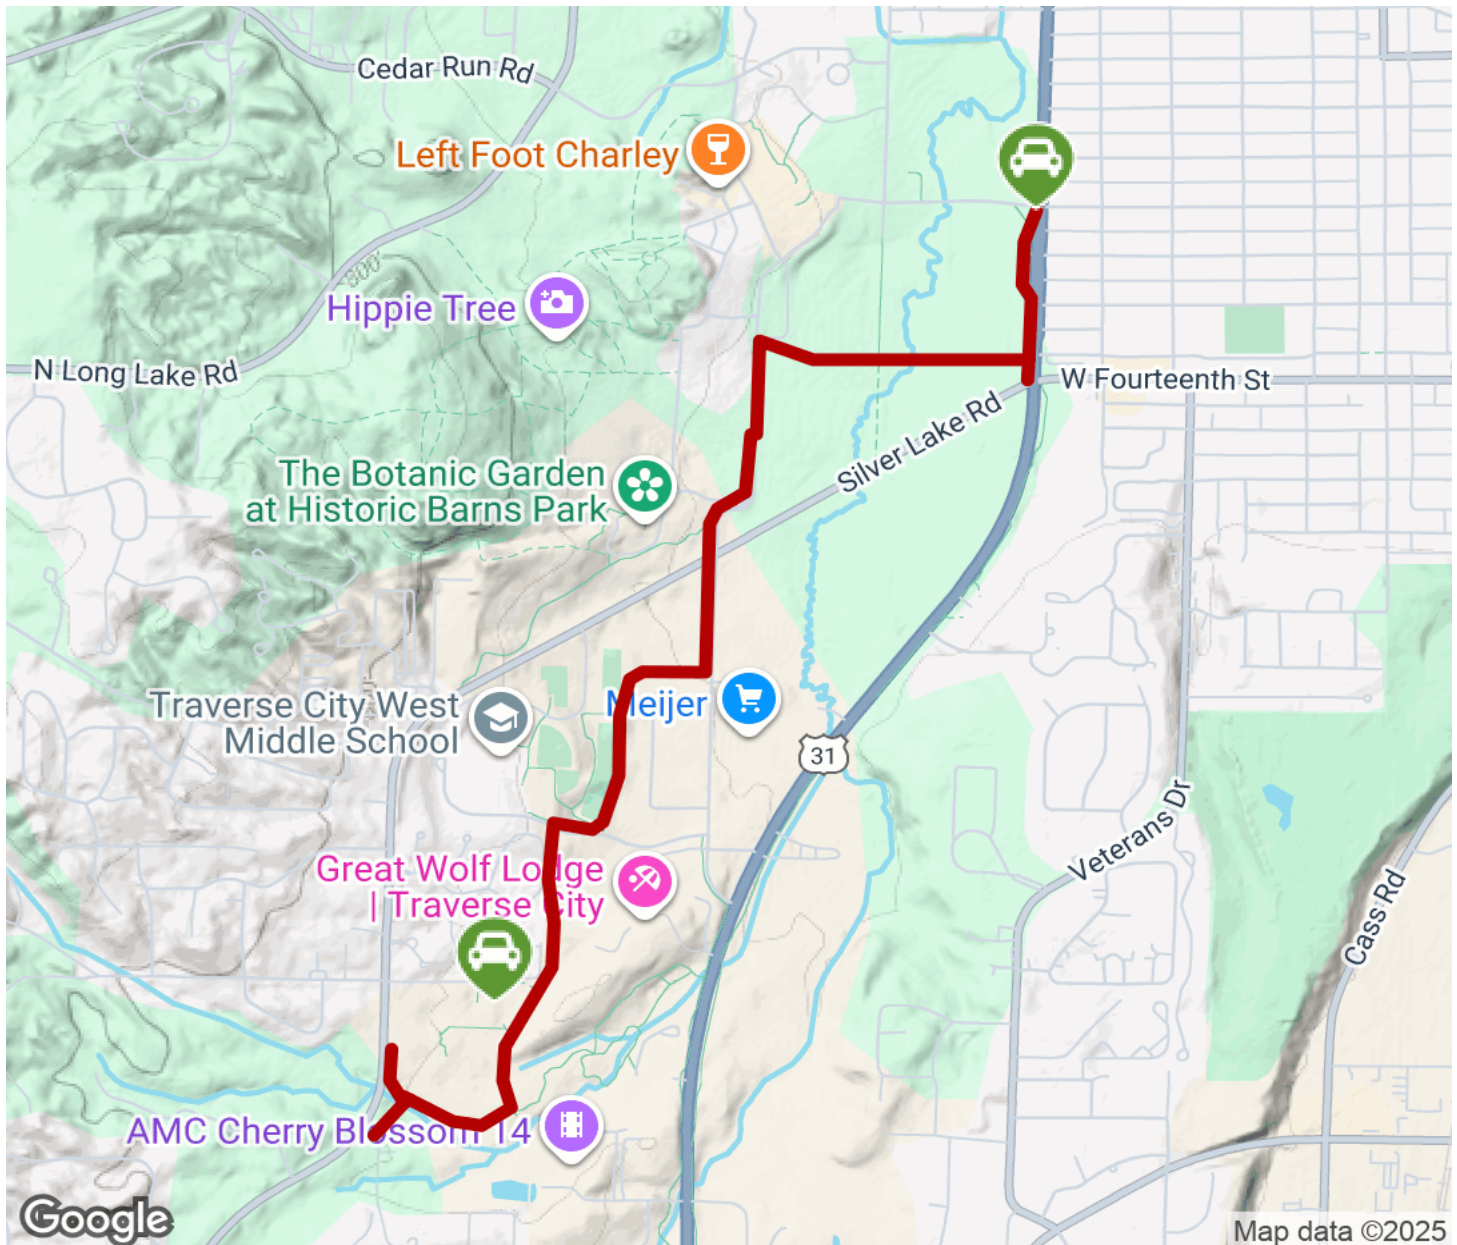 Cedar Run Rd
Left Foot Charley
Hippie Tree
N Long Lake Rd
W Fourteenth St
Silver Lake Rd
The Botanic Garden
at Historic Barns Park
Traverse City West
Middle School
Meijer
31
Veterans Dr
Cass Rd
Great Wolf Lodge
| Traverse City
AMC Cherry Blossom 14
Google
Map data ©2025